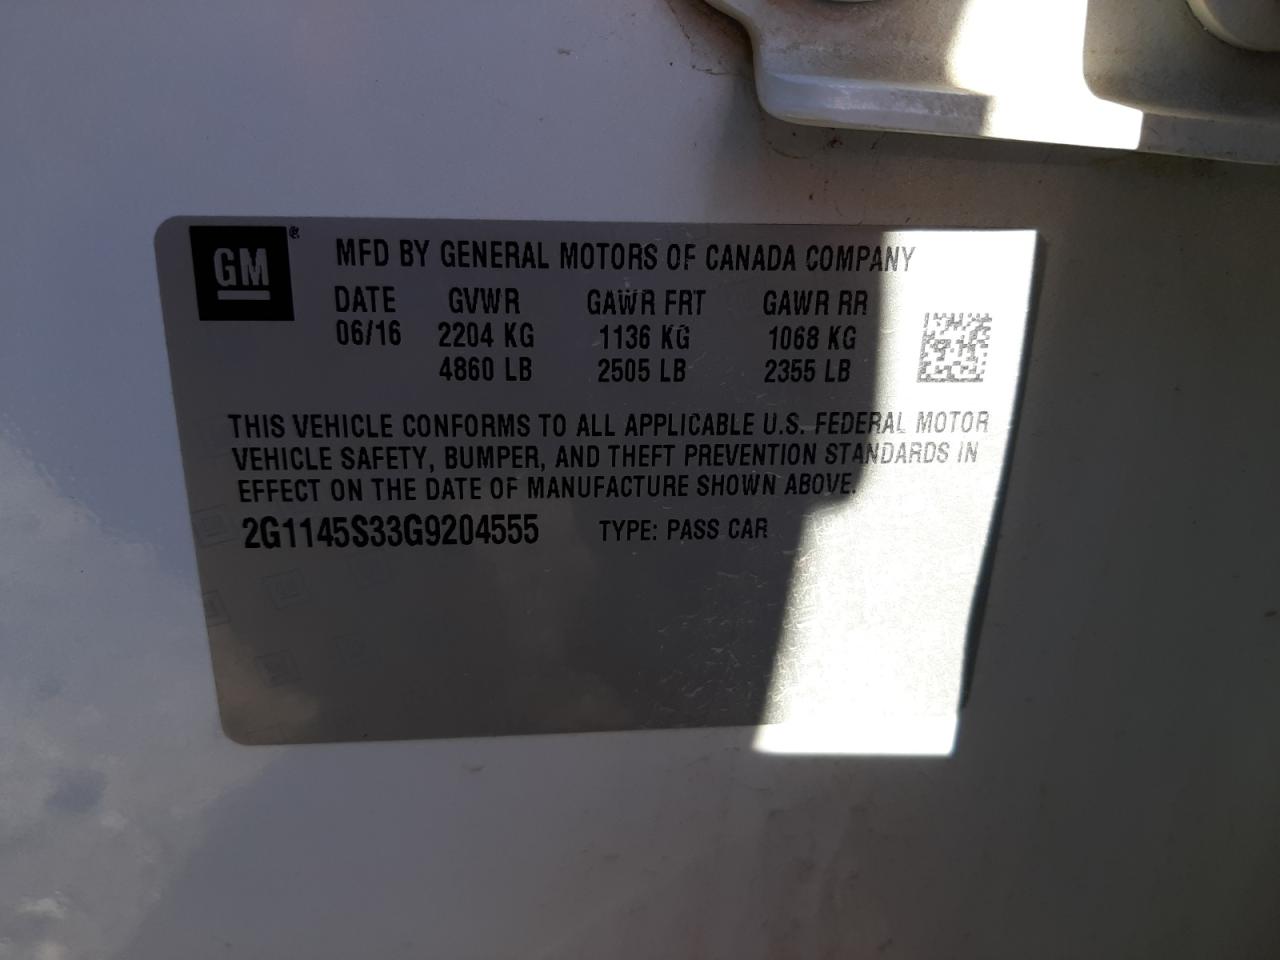 GM ® MFD BY GENERAL MOTORS OF CANADA COMPANY
DATE GVWR GAWR FRT GAWR RR
06/16 2204 KG 1136 KG 1068 KG
4860 LB 2505 LB 2355 LB
THIS VEHICLE CONFORMS TO ALL APPLICABLE U.S. FEDERAL MOTOR
VEHICLE SAFETY, BUMPER, AND THEFT PREVENTION STANDARDS IN
EFFECT ON THE DATE OF MANUFACTURE SHOWN ABOVE.
2G1145S33G9204555 TYPE: PASS CAR